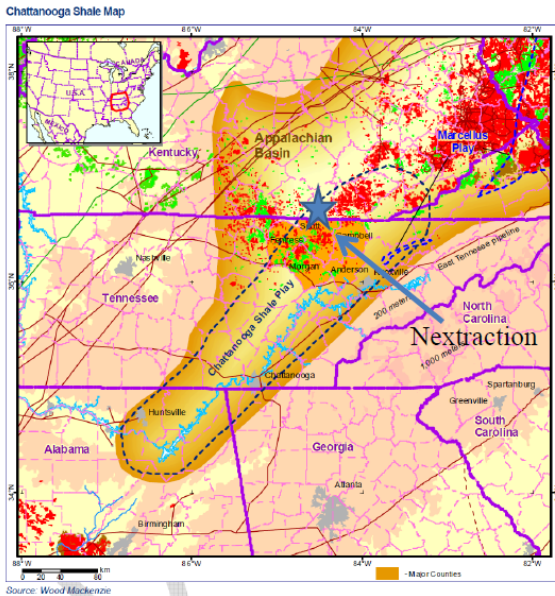 Chattanooga Shale Map
88°W
86°W
84°W
82°W
CANADA
U.S.A
MEXICO
38°N
Kentucky
Appalachian
Basin
Marcellus
Play
Scott
Campbell
Fentress
Morgan
Anderson
Knoxville
East Tennessee pipeline
Nashville
Tennessee
36°N
200 meter
North
Carolina
Nextraction
1,000 meter
Chattanooga Shale Play
Chattanooga
Spartanburg
Greenville
South
Carolina
Huntsville
Alabama
Georgia
34°N
Atlanta
Birmingham
0 20 40 80
km
- Major Counties
Source: Wood Mackenzie